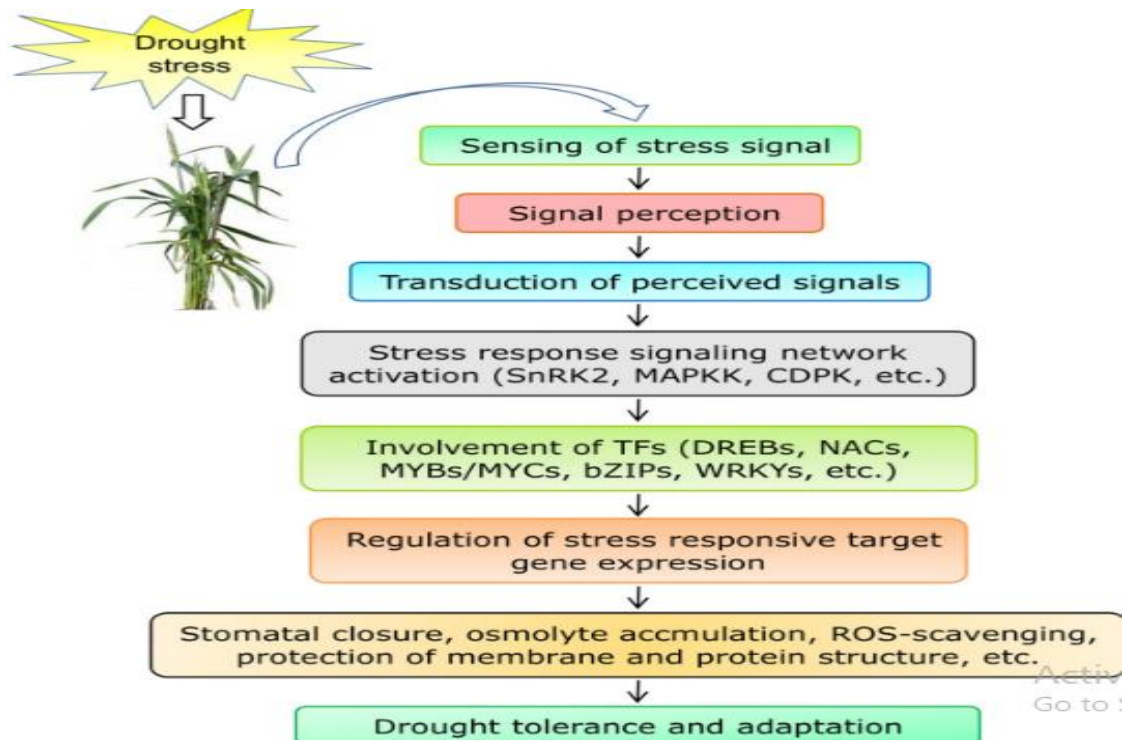 Drought
stress
Sensing of stress signal
Signal perception
Transduction of perceived signals
Stress response signaling network
activation (SnRK2, MAPKK, CDPK, etc.)
Involvement of TFs (DREBs, NACs,
MYBs/MYCs, bZIPs, WRKYs, etc.)
Regulation of stress responsive target
gene expression
Stomatal closure, osmolyte accmulation, ROS-scavenging,
protection of membrane and protein structure, etc.
Drought tolerance and adaptation
Go to